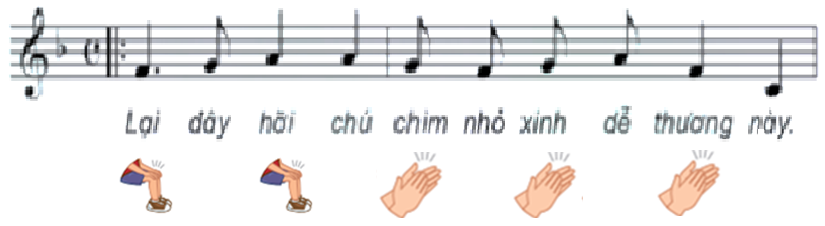 Lại đây hỡi chú chim nhỏ xinh dễ thương này.